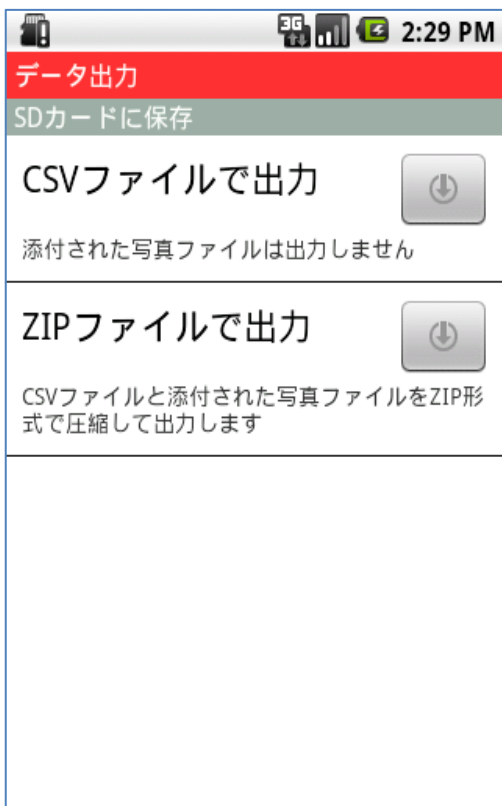 3G 2:29 PM
データ出力
SDカードに保存
CSVファイルで出力
添付された写真ファイルは出力しません
ZIPファイルで出力
CSVファイルと添付された写真ファイルをZIP形
式で圧縮して出力します